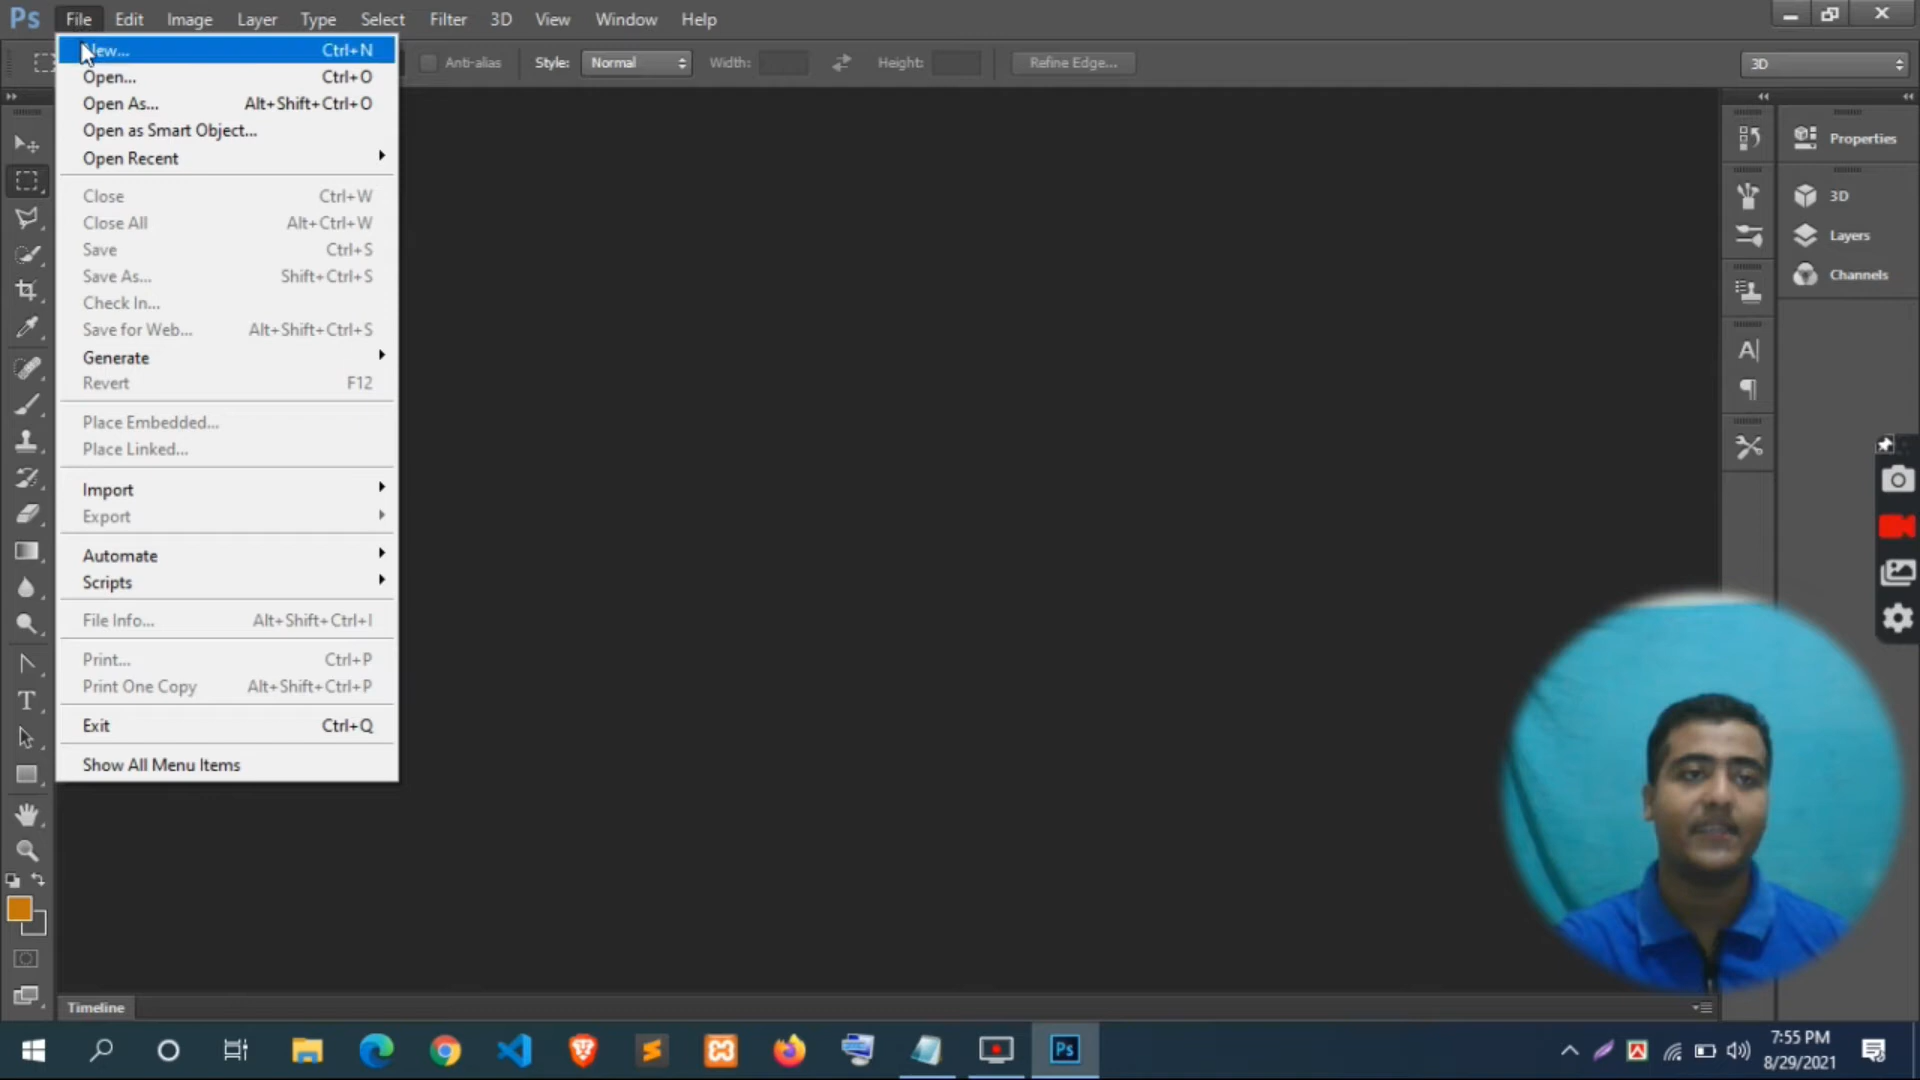 Ps File Edit Image Layer Type Select Filter 3D View Window Help
New... Ctrl+N
Anti-alias Style: Normal Width: Height: Refine Edge... 3D
Open... Ctrl+O
Open As... Alt+Shift+Ctrl+O
Open as Smart Object...
Open Recent
Close Ctrl+W
Close All Alt+Ctrl+W
Save Ctrl+S
Save As... Shift+Ctrl+S
Check In...
Save for Web... Alt+Shift+Ctrl+S
Generate
Revert F12
Place Embedded...
Place Linked...
Import
Export
Automate
Scripts
File Info... Alt+Shift+Ctrl+I
Print... Ctrl+P
Print One Copy Alt+Shift+Ctrl+P
Exit Ctrl+Q
Show All Menu Items
Properties
3D
Layers
Channels
Timeline
Ps
7:55 PM
8/29/2021